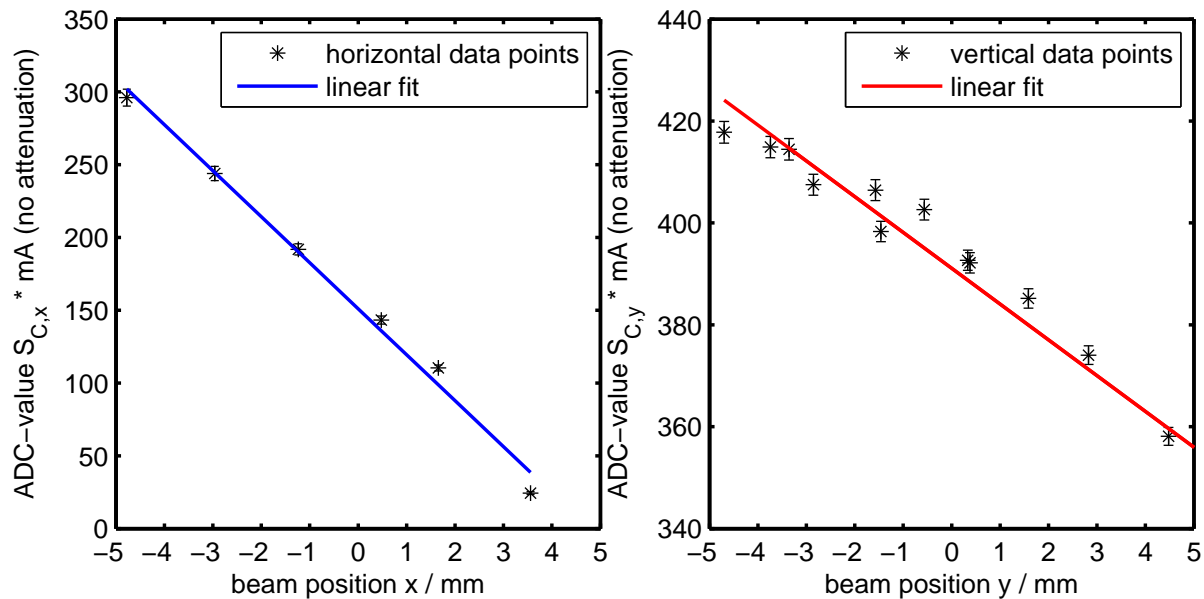 ADC−value S_C,x * mA (no attenuation)
350
300
250
200
150
100
50
0
horizontal data points
linear fit
−5 −4 −3 −2 −1 0 1 2 3 4 5
beam position x / mm
ADC−value S_C,y * mA (no attenuation)
440
420
400
380
360
340
vertical data points
linear fit
−5 −4 −3 −2 −1 0 1 2 3 4 5
beam position y / mm